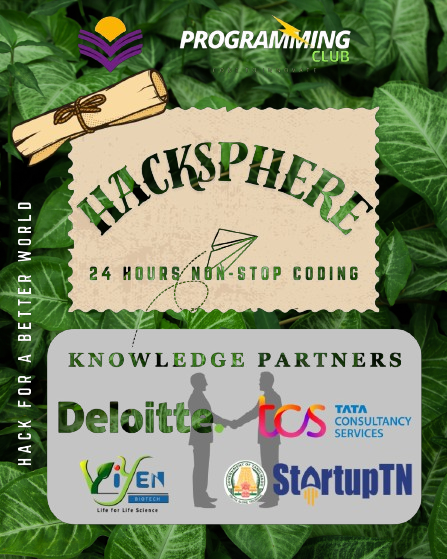 PROGRAMMING
CLUB
HACKSPHERE
24 HOURS NON-STOP CODING
HACK FOR A BETTER WORLD
KNOWLEDGE PARTNERS
Deloitte.
tcs TATA
CONSULTANCY
SERVICES
ViYEN
BIOTECH
Life for Life Science
StartupTN